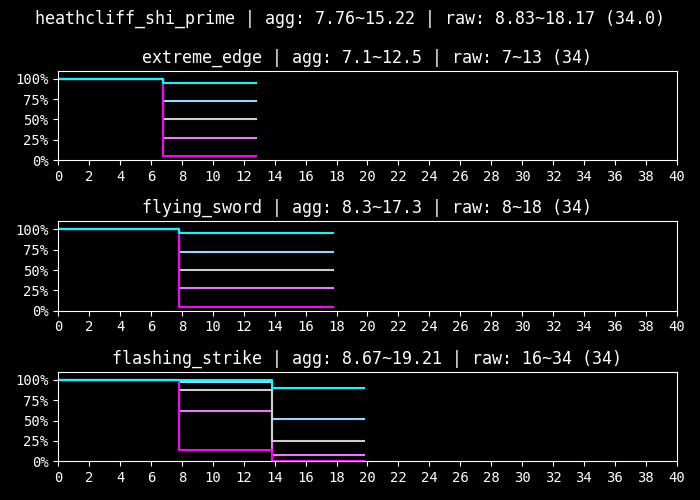 heathcliff_shi_prime | agg: 7.76~15.22 | raw: 8.83~18.17 (34.0)
extreme_edge | agg: 7.1~12.5 | raw: 7~13 (34)
100%
75%
50%
25%
0%
0 2 4 6 8 10 12 14 16 18 20 22 24 26 28 30 32 34 36 38 40
flying_sword | agg: 8.3~17.3 | raw: 8~18 (34)
100%
75%
50%
25%
0%
0 2 4 6 8 10 12 14 16 18 20 22 24 26 28 30 32 34 36 38 40
flashing_strike | agg: 8.67~19.21 | raw: 16~34 (34)
100%
75%
50%
25%
0%
0 2 4 6 8 10 12 14 16 18 20 22 24 26 28 30 32 34 36 38 40